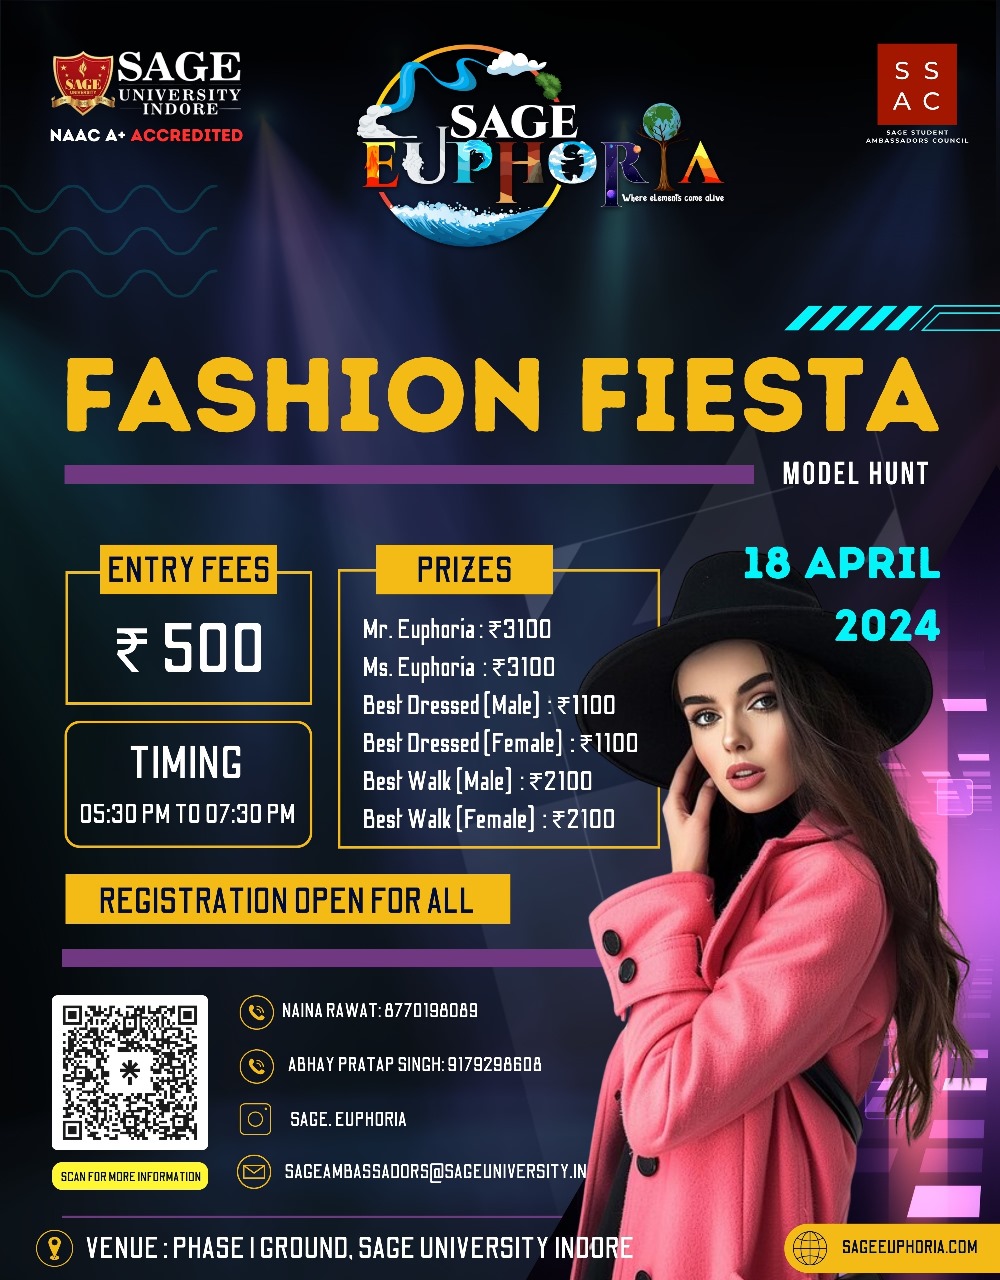 SAGE
UNIVERSITY
INDORE
NAAC A+ ACCREDITED
SAGE
UNIVERSITY
SAGE
EUPHORIA
Where elements come alive
S S
A C
SAGE STUDENT
AMBASSADORS COUNCIL
FASHION FIESTA
MODEL HUNT
18 APRIL
2024
ENTRY FEES
₹ 500
TIMING
05:30 PM TO 07:30 PM
PRIZES
Mr. Euphoria : ₹3100
Ms. Euphoria : ₹3100
Best Dressed (Male) : ₹1100
Best Dressed (Female) : ₹1100
Best Walk (Male) : ₹2100
Best Walk (Female) : ₹2100
REGISTRATION OPEN FOR ALL
NAINA RAWAT: 8770198089
ABHAY PRATAP SINGH: 9179298608
SAGE. EUPHORIA
SAGEAMBASSADORS@SAGEUNIVERSITY.IN
SCAN FOR MORE INFORMATION
VENUE : PHASE I GROUND, SAGE UNIVERSITY INDORE
SAGEEUPHORIA.COM